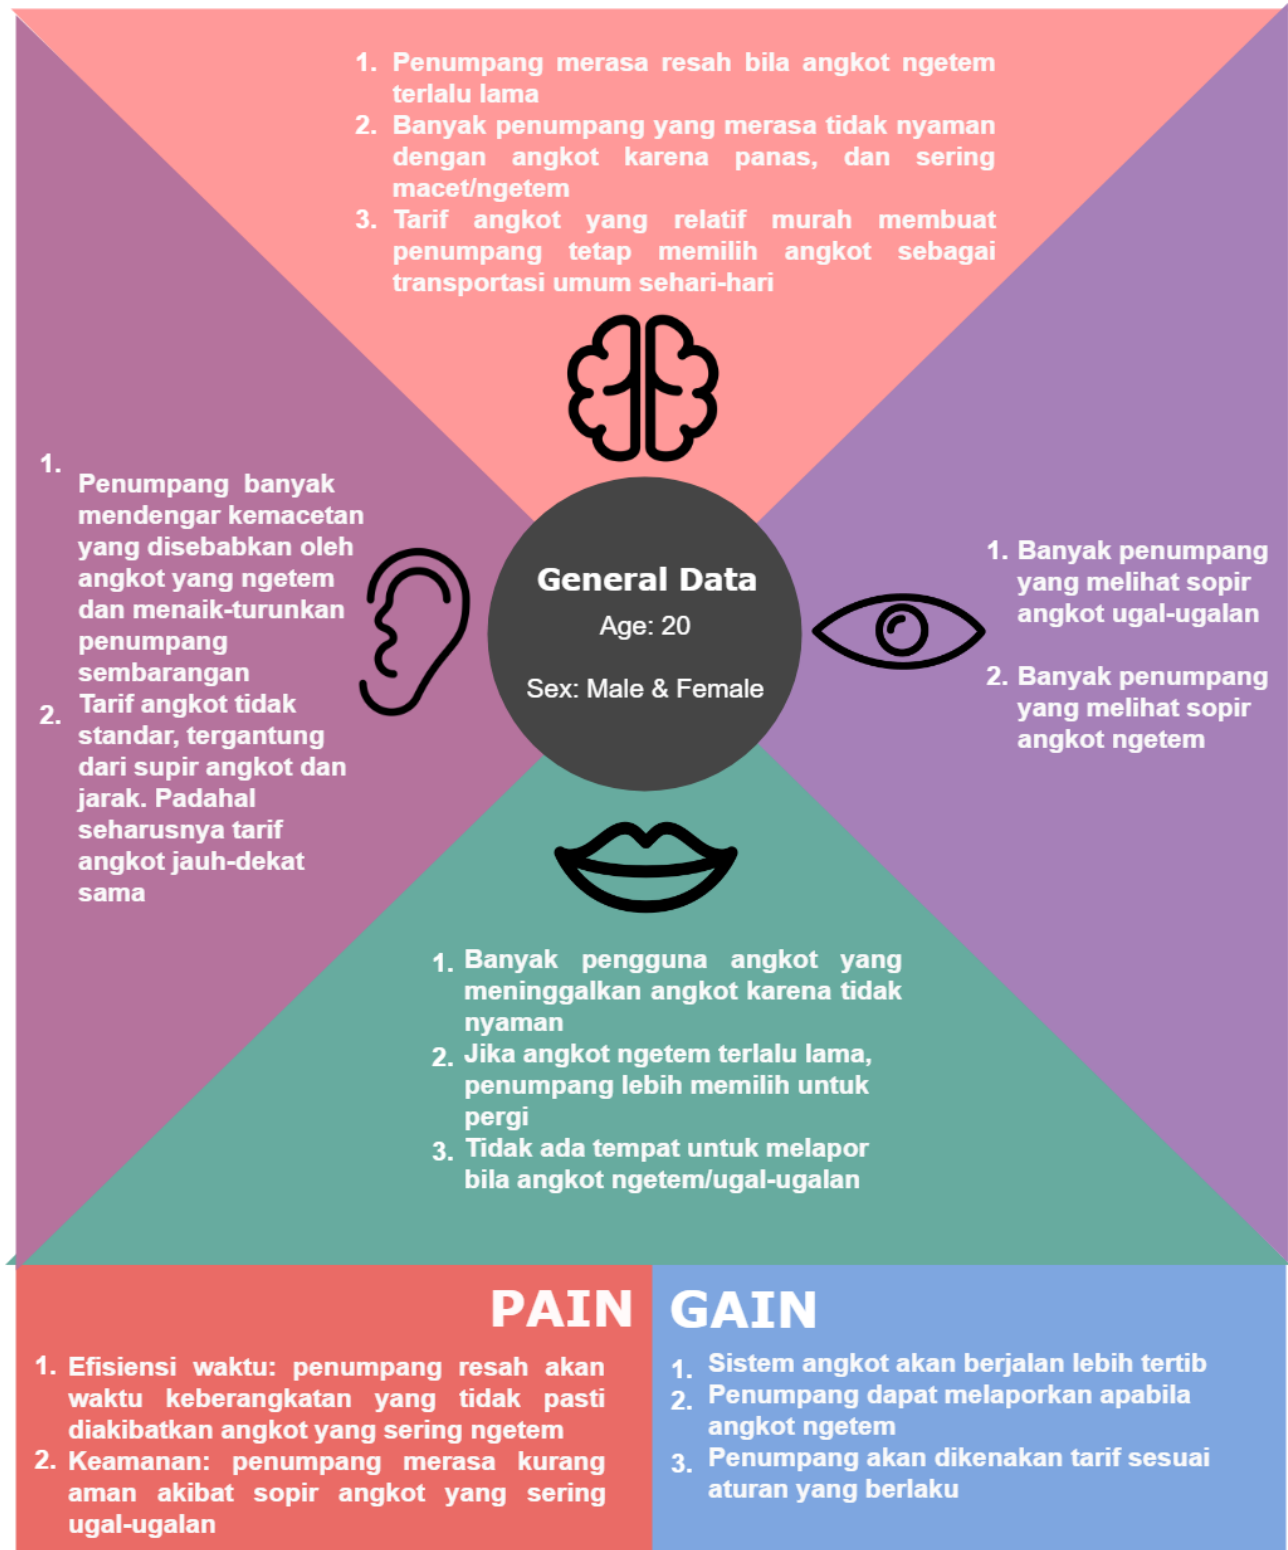 1. Penumpang merasa resah bila angkot ngetem
terlalu lama
2. Banyak penumpang yang merasa tidak nyaman
dengan angkot karena panas, dan sering
macet/ngetem
3. Tarif angkot yang relatif murah membuat
penumpang tetap memilih angkot sebagai
transportasi umum sehari-hari
1.
Penumpang banyak
mendengar kemacetan
yang disebabkan oleh
angkot yang ngetem
dan menaik-turunkan
penumpang
sembarangan
2. Tarif angkot tidak
standar, tergantung
dari supir angkot dan
jarak. Padahal
seharusnya tarif
angkot jauh-dekat
sama
General Data
Age: 20
Sex: Male & Female
1. Banyak penumpang
yang melihat sopir
angkot ugal-ugalan
2. Banyak penumpang
yang melihat sopir
angkot ngetem
1. Banyak pengguna angkot yang
meninggalkan angkot karena tidak
nyaman
2. Jika angkot ngetem terlalu lama,
penumpang lebih memilih untuk
pergi
3. Tidak ada tempat untuk melapor
bila angkot ngetem/ugal-ugalan
PAIN
1. Efisiensi waktu: penumpang resah akan
waktu keberangkatan yang tidak pasti
diakibatkan angkot yang sering ngetem
2. Keamanan: penumpang merasa kurang
aman akibat sopir angkot yang sering
ugal-ugalan
GAIN
1. Sistem angkot akan berjalan lebih tertib
2. Penumpang dapat melaporkan apabila
angkot ngetem
3. Penumpang akan dikenakan tarif sesuai
aturan yang berlaku